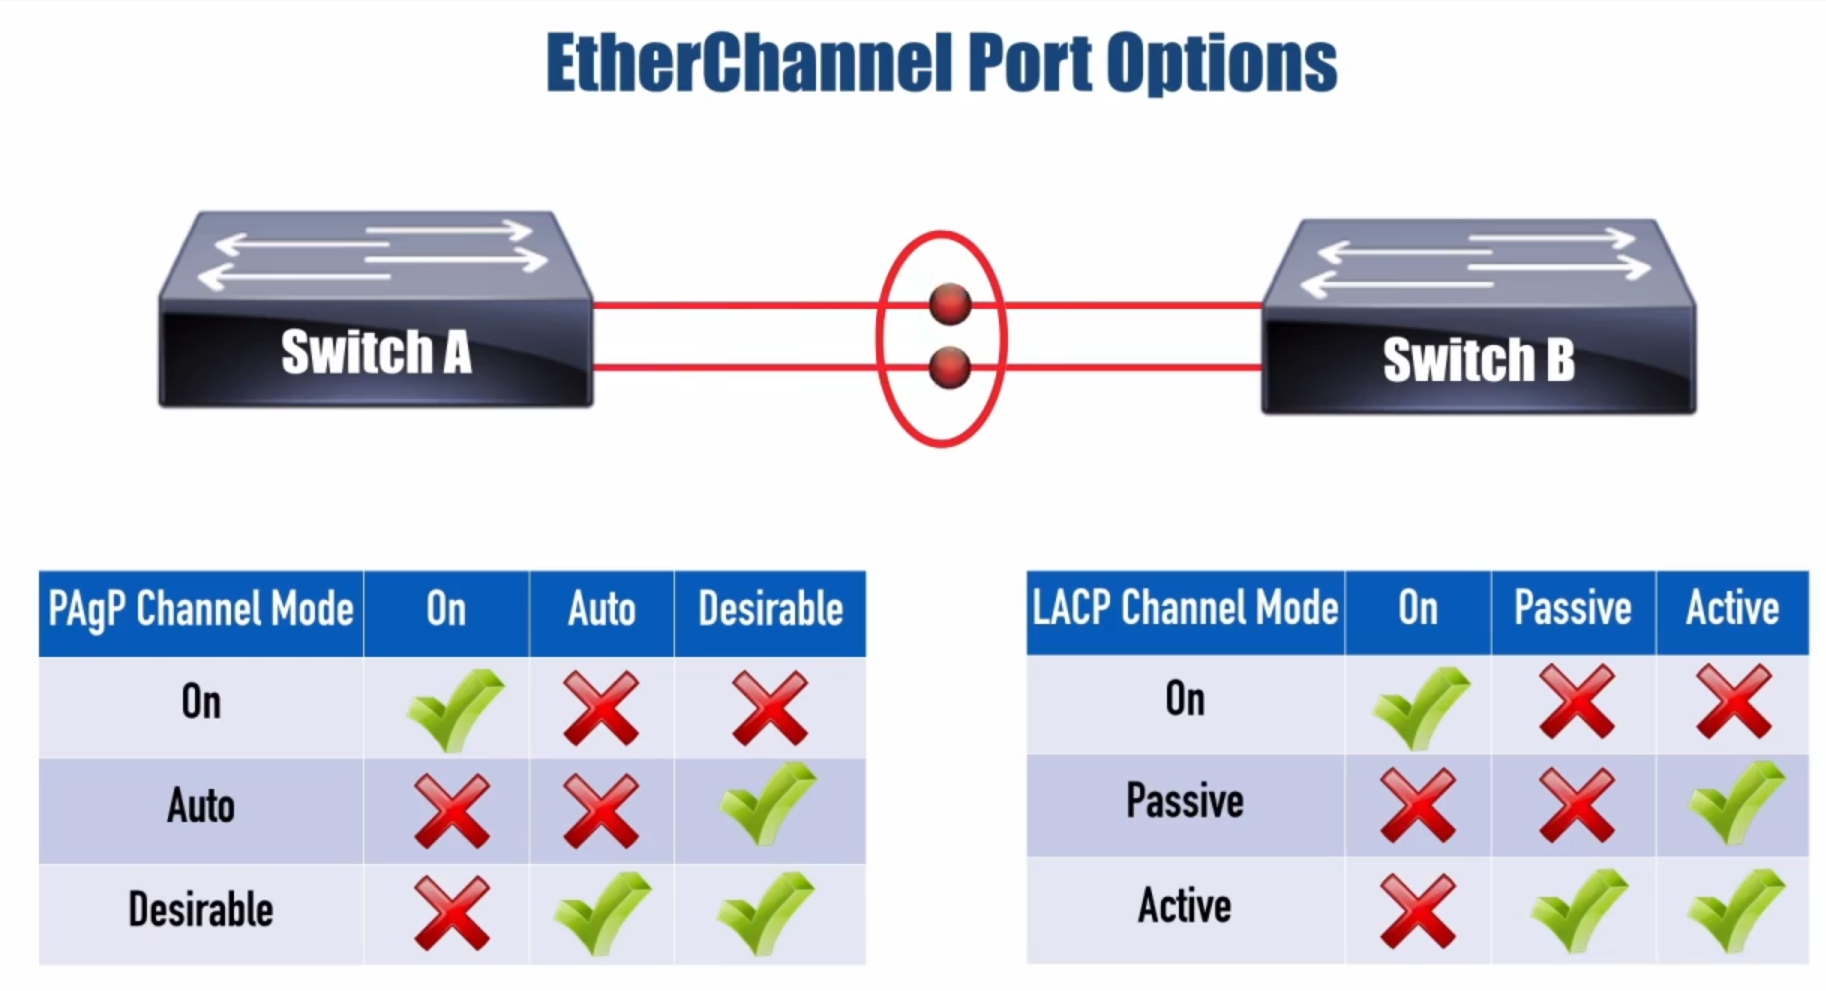 EtherChannel Port Options
Switch A
Switch B
PAgP Channel Mode On Auto Desirable
On
Auto
Desirable
LACP Channel Mode On Passive Active
On
Passive
Active